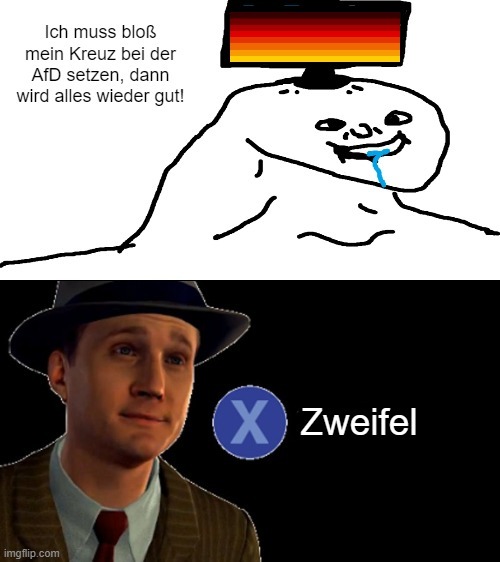 Ich muss bloß
mein Kreuz bei der
AfD setzen, dann
wird alles wieder gut!
X Zweifel
imgflip.com